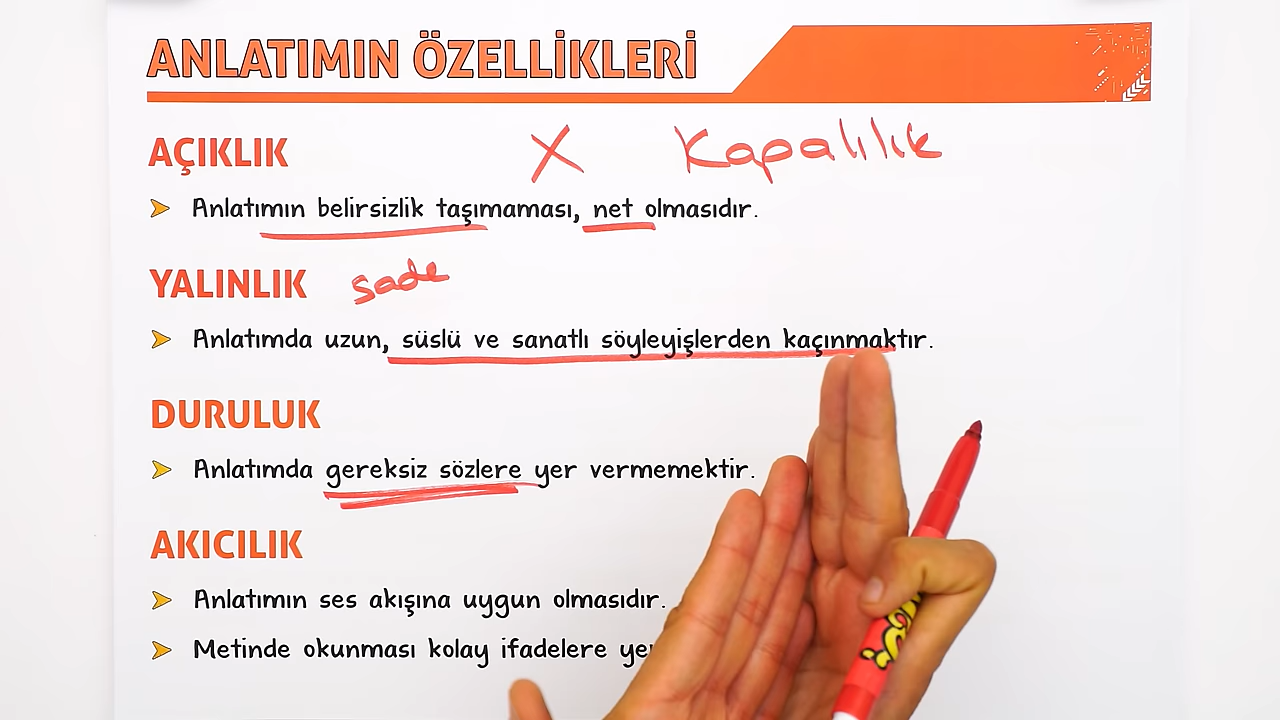 ANLATIMIN ÖZELLİKLERİ
AÇIKLIK X Kapalılık
Anlatımın belirsizlik taşımaması, net olmasıdır.
YALINLIK sade
Anlatımda uzun, süslü ve sanatlı söyleyişlerden kaçınmaktır.
DURULUK
Anlatımda gereksiz sözlere yer vermemektir.
AKICILIK
Anlatımın ses akışına uygun olmasıdır.
Metinde okunması kolay ifadelere